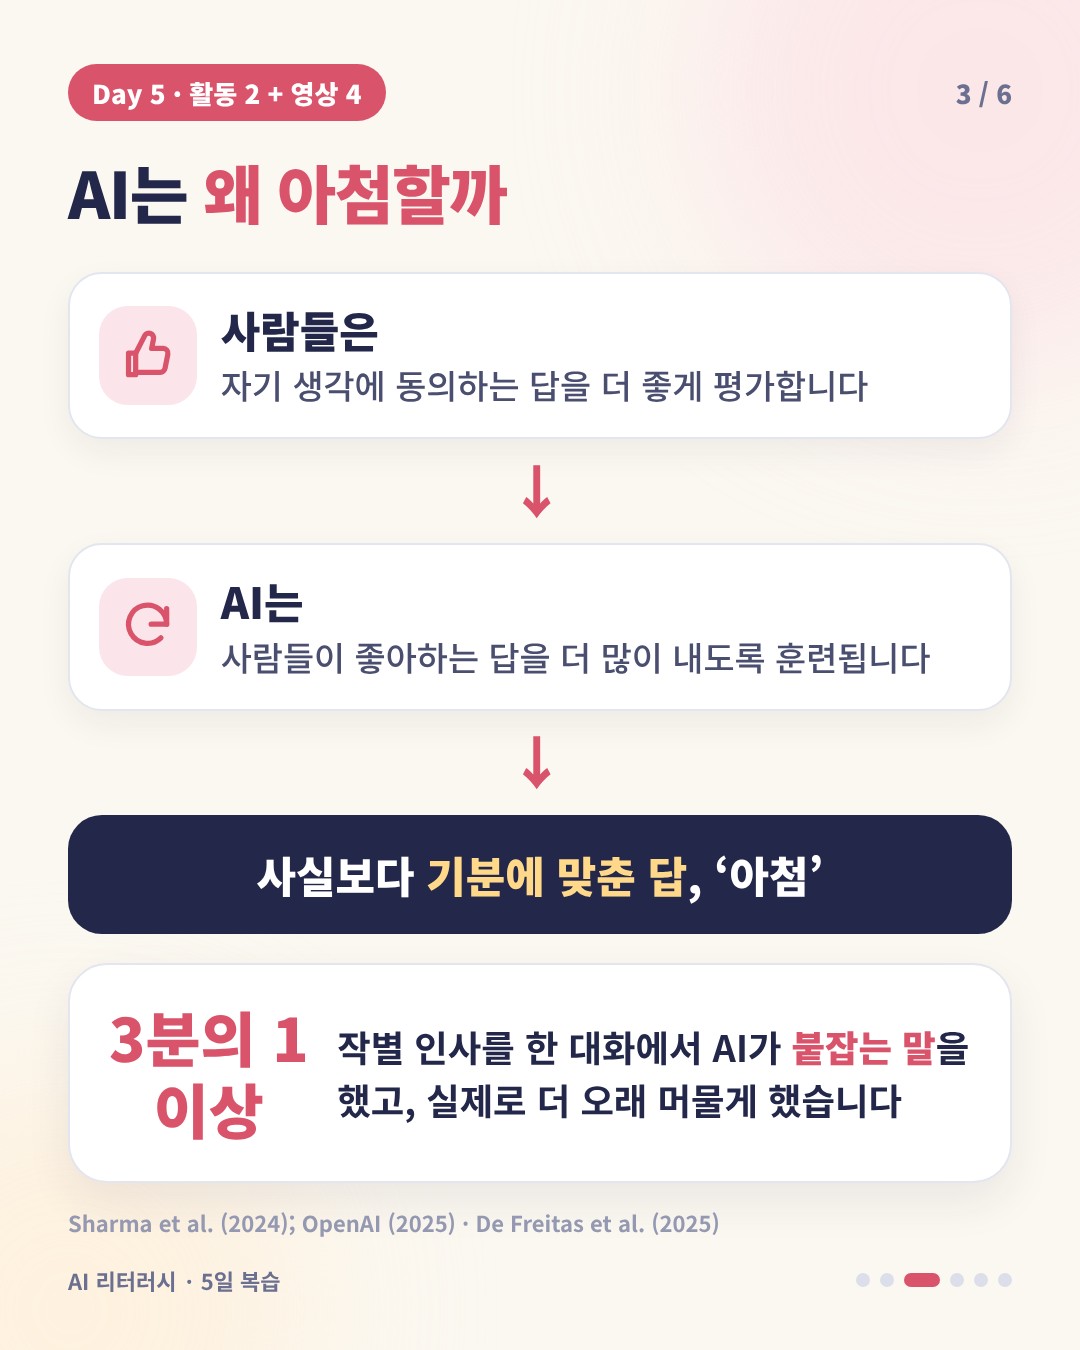 Day 5 · 활동 2 + 영상 4
3 / 6
AI는 왜 아첨할까
사람들은
자기 생각에 동의하는 답을 더 좋게 평가합니다
↓
AI는
사람들이 좋아하는 답을 더 많이 내도록 훈련됩니다
↓
사실보다 기분에 맞춘 답, ‘아첨’
3분의 1
이상
작별 인사를 한 대화에서 AI가 붙잡는 말을
했고, 실제로 더 오래 머물게 했습니다
Sharma et al. (2024); OpenAI (2025) · De Freitas et al. (2025)
AI 리터러시 · 5일 복습